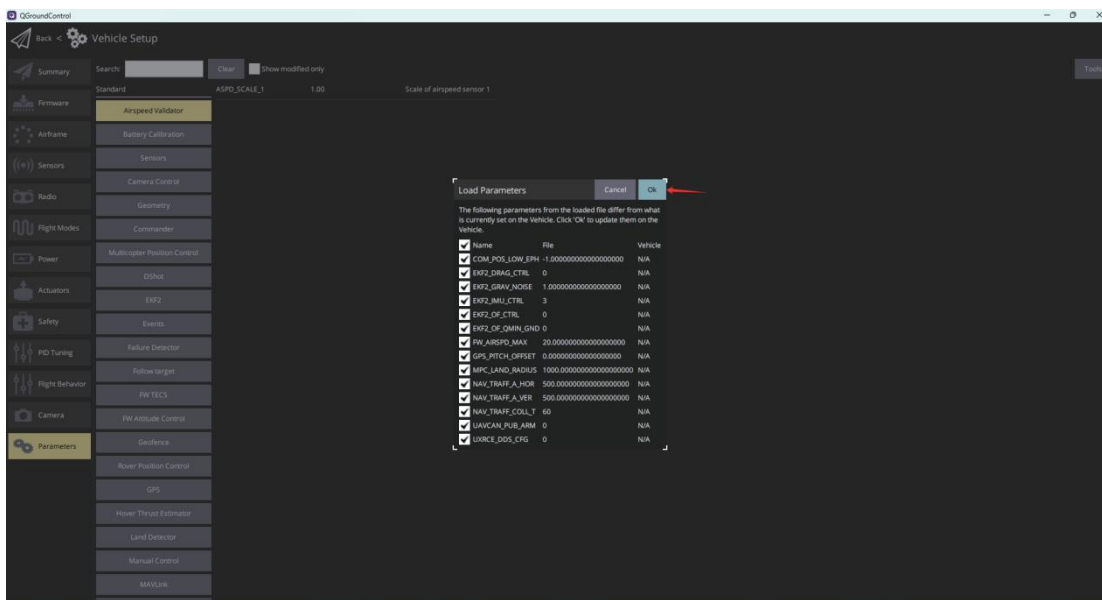 QGroundControl
Back < Vehicle Setup
Search: Clear Show modified only Tools
Summary
Firmware
Airframe
Sensors
Radio
Flight Modes
Power
Actuators
Safety
PID Tuning
Flight Behavior
Camera
Parameters
Standard
Airspeed Validator
Battery Calibration
Sensors
Camera Control
Geometry
Commander
Multicopter Position Control
DShot
EKF2
Events
Failure Detector
Follow target
FW TECS
FW Attitude Control
Geofence
Rover Position Control
GPS
Hover Thrust Estimator
Land Detector
Manual Control
MAVLink
ASPD_SCALE_1 1.00 Scale of airspeed sensor 1
Load Parameters Cancel Ok
The following parameters from the loaded file differ from what
is currently set on the Vehicle. Click 'Ok' to update them on the
Vehicle.
Name File Vehicle
COM_POS_LOW_EPH -1.000000000000000000 N/A
EKF2_DRAG_CTRL 0 N/A
EKF2_GRAV_NOISE 1.000000000000000000 N/A
EKF2_IMU_CTRL 3 N/A
EKF2_OF_CTRL 0 N/A
EKF2_OF_QMIN_GND 0 N/A
FW_AIRSPD_MAX 20.000000000000000000 N/A
GPS_PITCH_OFFSET 0.000000000000000000 N/A
MPC_LAND_RADIUS 1000.000000000000000000 N/A
NAV_TRAFF_A_HOR 500.000000000000000000 N/A
NAV_TRAFF_A_VER 500.000000000000000000 N/A
NAV_TRAFF_COLL_T 60 N/A
UAVCAN_PUB_ARM 0 N/A
UXRCE_DDS_CFG 0 N/A